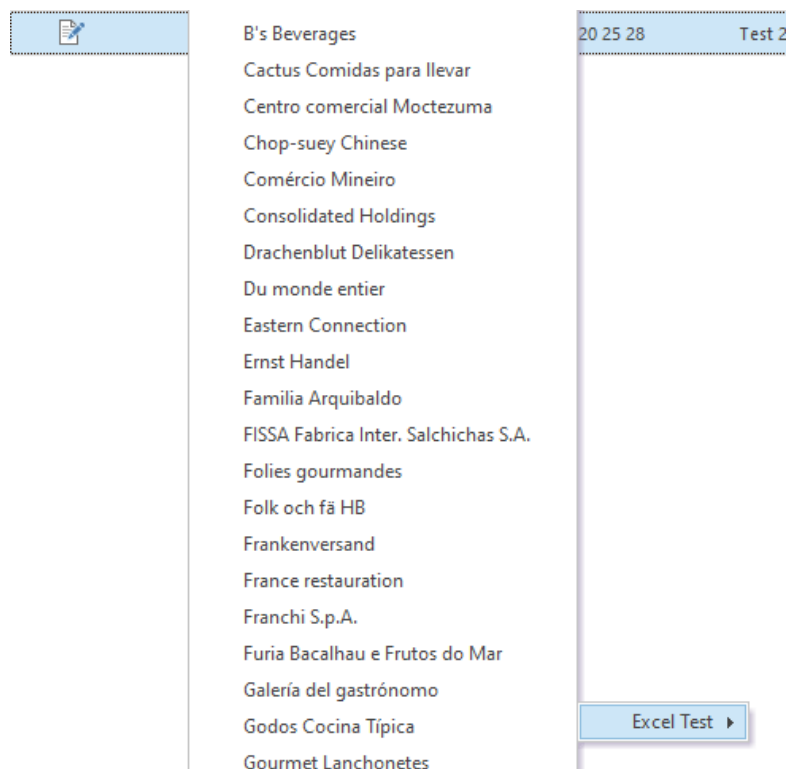 B's Beverages
20 25 28
Test 2
Cactus Comidas para llevar
Centro comercial Moctezuma
Chop-suey Chinese
Comércio Mineiro
Consolidated Holdings
Drachenblut Delikatessen
Du monde entier
Eastern Connection
Ernst Handel
Familia Arquibaldo
FISSA Fabrica Inter. Salchichas S.A.
Folies gourmandes
Folk och fä HB
Frankenversand
France restauration
Franchi S.p.A.
Furia Bacalhau e Frutos do Mar
Galería del gastrónomo
Godos Cocina Típica
Excel Test
Gourmet Lanchonetes